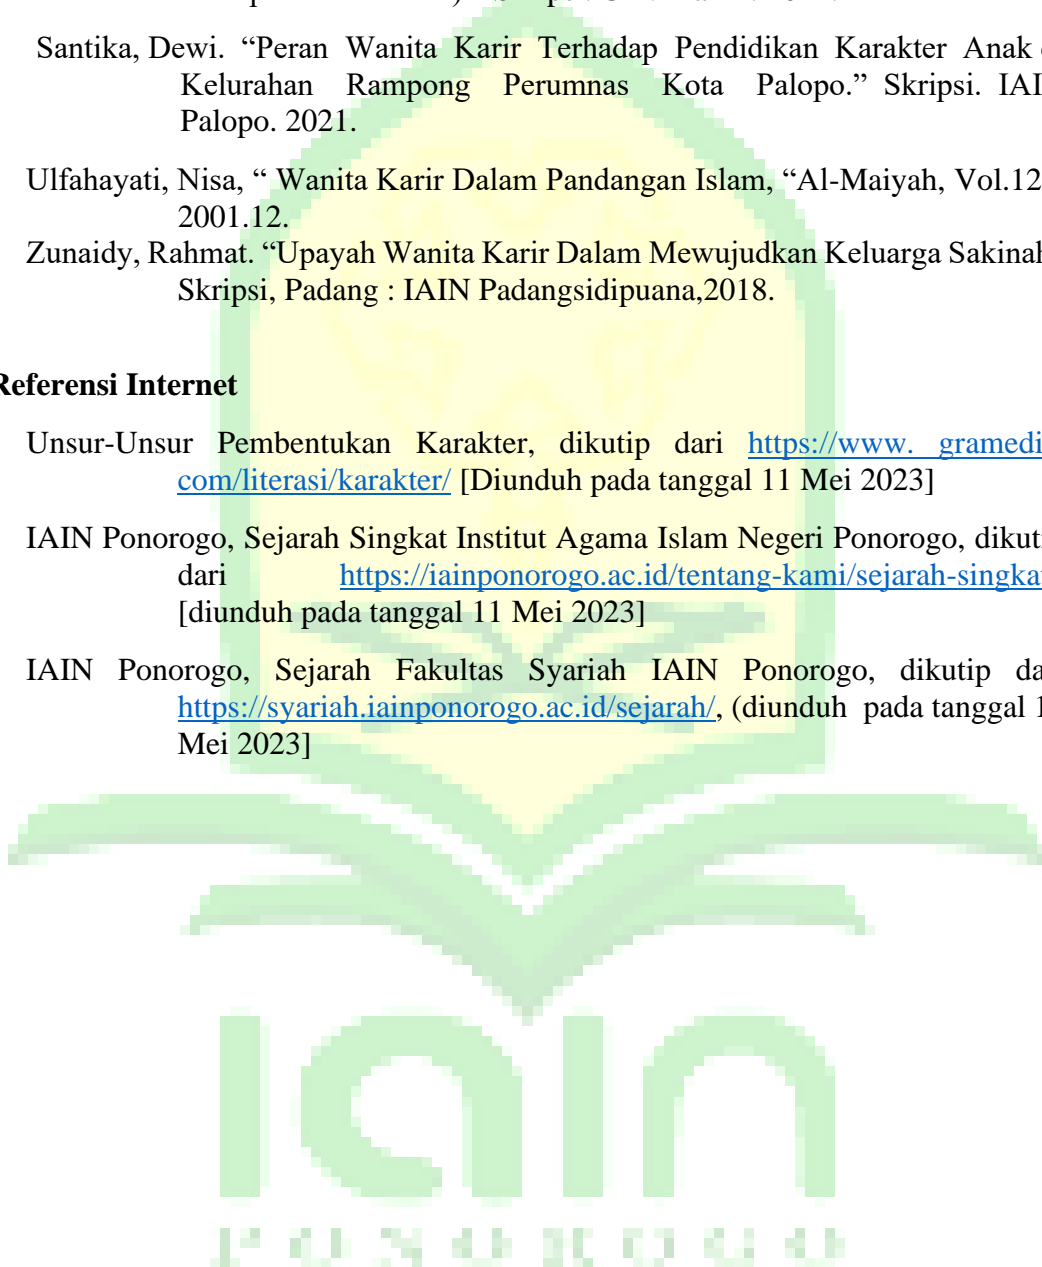 Santika, Dewi. “Peran Wanita Karir Terhadap Pendidikan Karakter Anak
Kelurahan Rampong Perumnas Kota Palopo.” Skripsi. IAI
Palopo. 2021.
Ulfahayati, Nisa, “ Wanita Karir Dalam Pandangan Islam, “Al-Maiyah, Vol.12
2001.12.
Zunaidy, Rahmat. “Upayah Wanita Karir Dalam Mewujudkan Keluarga Sakinah
Skripsi, Padang : IAIN Padangsidipuana,2018.
Referensi Internet
Unsur-Unsur Pembentukan Karakter, dikutip dari https://www. gramedi
com/literasi/karakter/ [Diunduh pada tanggal 11 Mei 2023]
IAIN Ponorogo, Sejarah Singkat Institut Agama Islam Negeri Ponorogo, dikuti
dari https://iainponorogo.ac.id/tentang-kami/sejarah-singkat
[diunduh pada tanggal 11 Mei 2023]
IAIN Ponorogo, Sejarah Fakultas Syariah IAIN Ponorogo, dikutip da
https://syariah.iainponorogo.ac.id/sejarah/, (diunduh pada tanggal 1
Mei 2023]
iain
PONOROGO